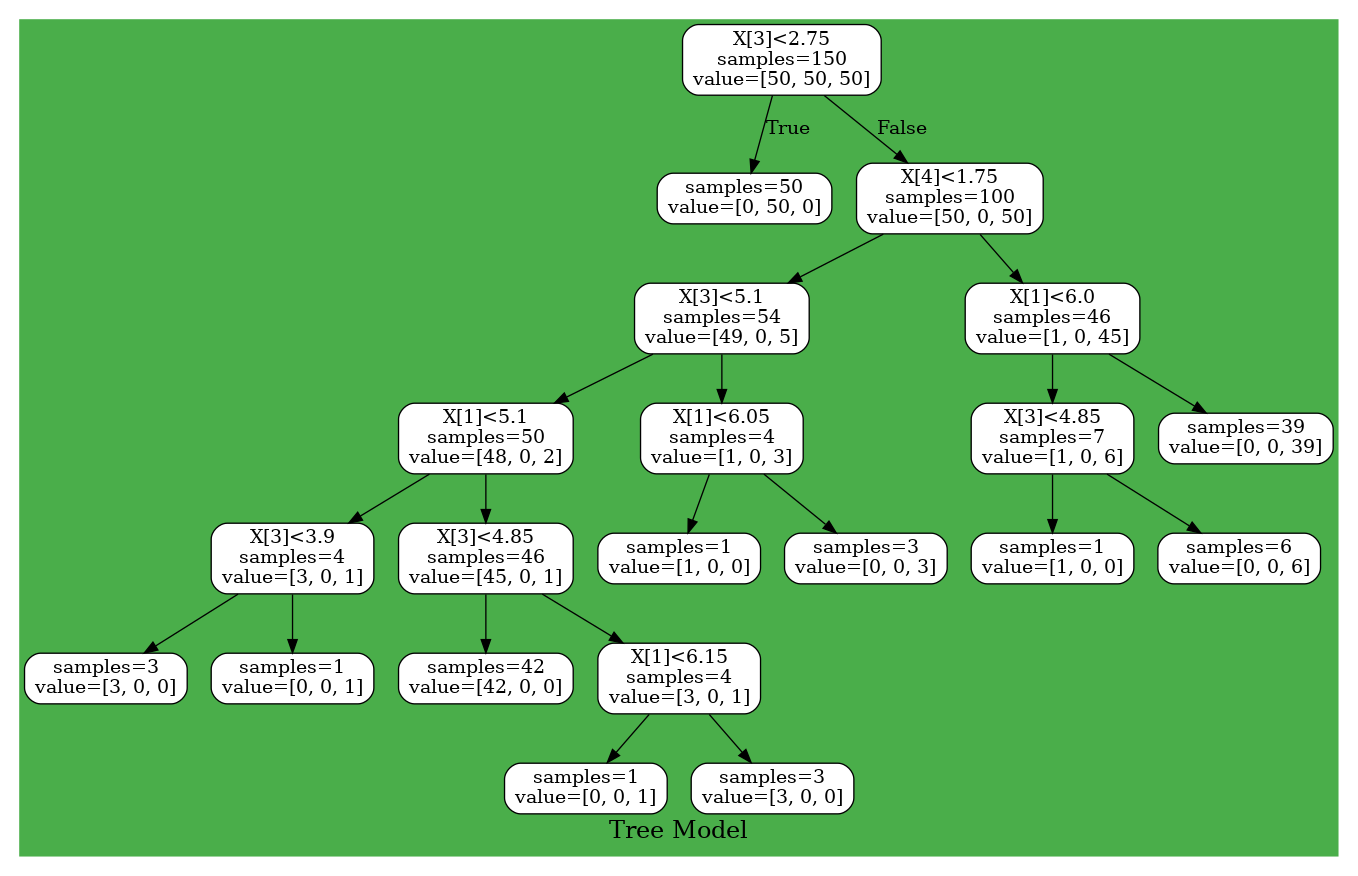 X[3]<2.75
samples=150
value=[50, 50, 50]
True
False
samples=50
value=[0, 50, 0]
X[4]<1.75
samples=100
value=[50, 0, 50]
X[3]<5.1
samples=54
value=[49, 0, 5]
X[1]<6.0
samples=46
value=[1, 0, 45]
X[1]<5.1
samples=50
value=[48, 0, 2]
X[1]<6.05
samples=4
value=[1, 0, 3]
X[3]<4.85
samples=7
value=[1, 0, 6]
samples=39
value=[0, 0, 39]
X[3]<3.9
samples=4
value=[3, 0, 1]
X[3]<4.85
samples=46
value=[45, 0, 1]
samples=1
value=[1, 0, 0]
samples=3
value=[0, 0, 3]
samples=1
value=[1, 0, 0]
samples=6
value=[0, 0, 6]
samples=3
value=[3, 0, 0]
samples=1
value=[0, 0, 1]
samples=42
value=[42, 0, 0]
X[1]<6.15
samples=4
value=[3, 0, 1]
samples=1
value=[0, 0, 1]
samples=3
value=[3, 0, 0]
Tree Model